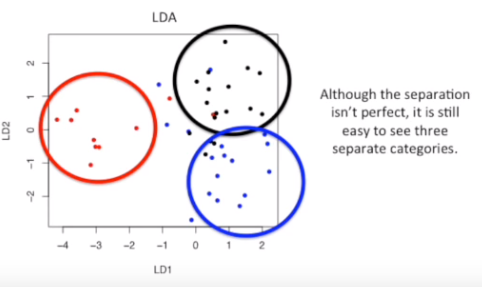 LDA
Although the separation
isn't perfect, it is still
easy to see three
separate categories.
LD2
2
1
0
-1
-2
-4 -3 -2 -1 0 1 2
LD1